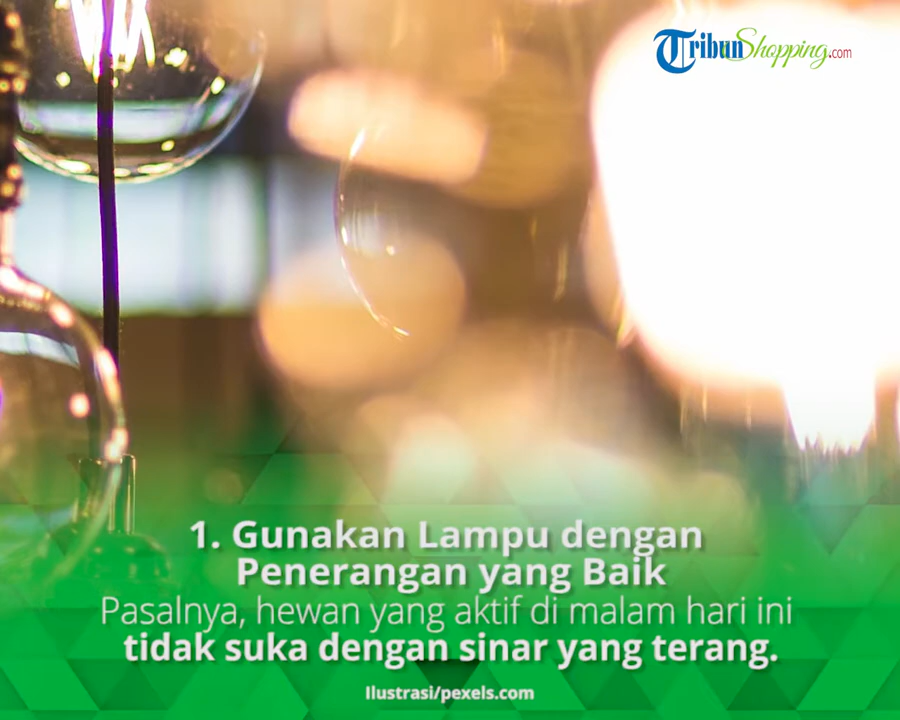 TribunShopping.com
1. Gunakan Lampu dengan
Penerangan yang Baik
Pasalnya, hewan yang aktif di malam hari ini
tidak suka dengan sinar yang terang.
Ilustrasi/pexels.com